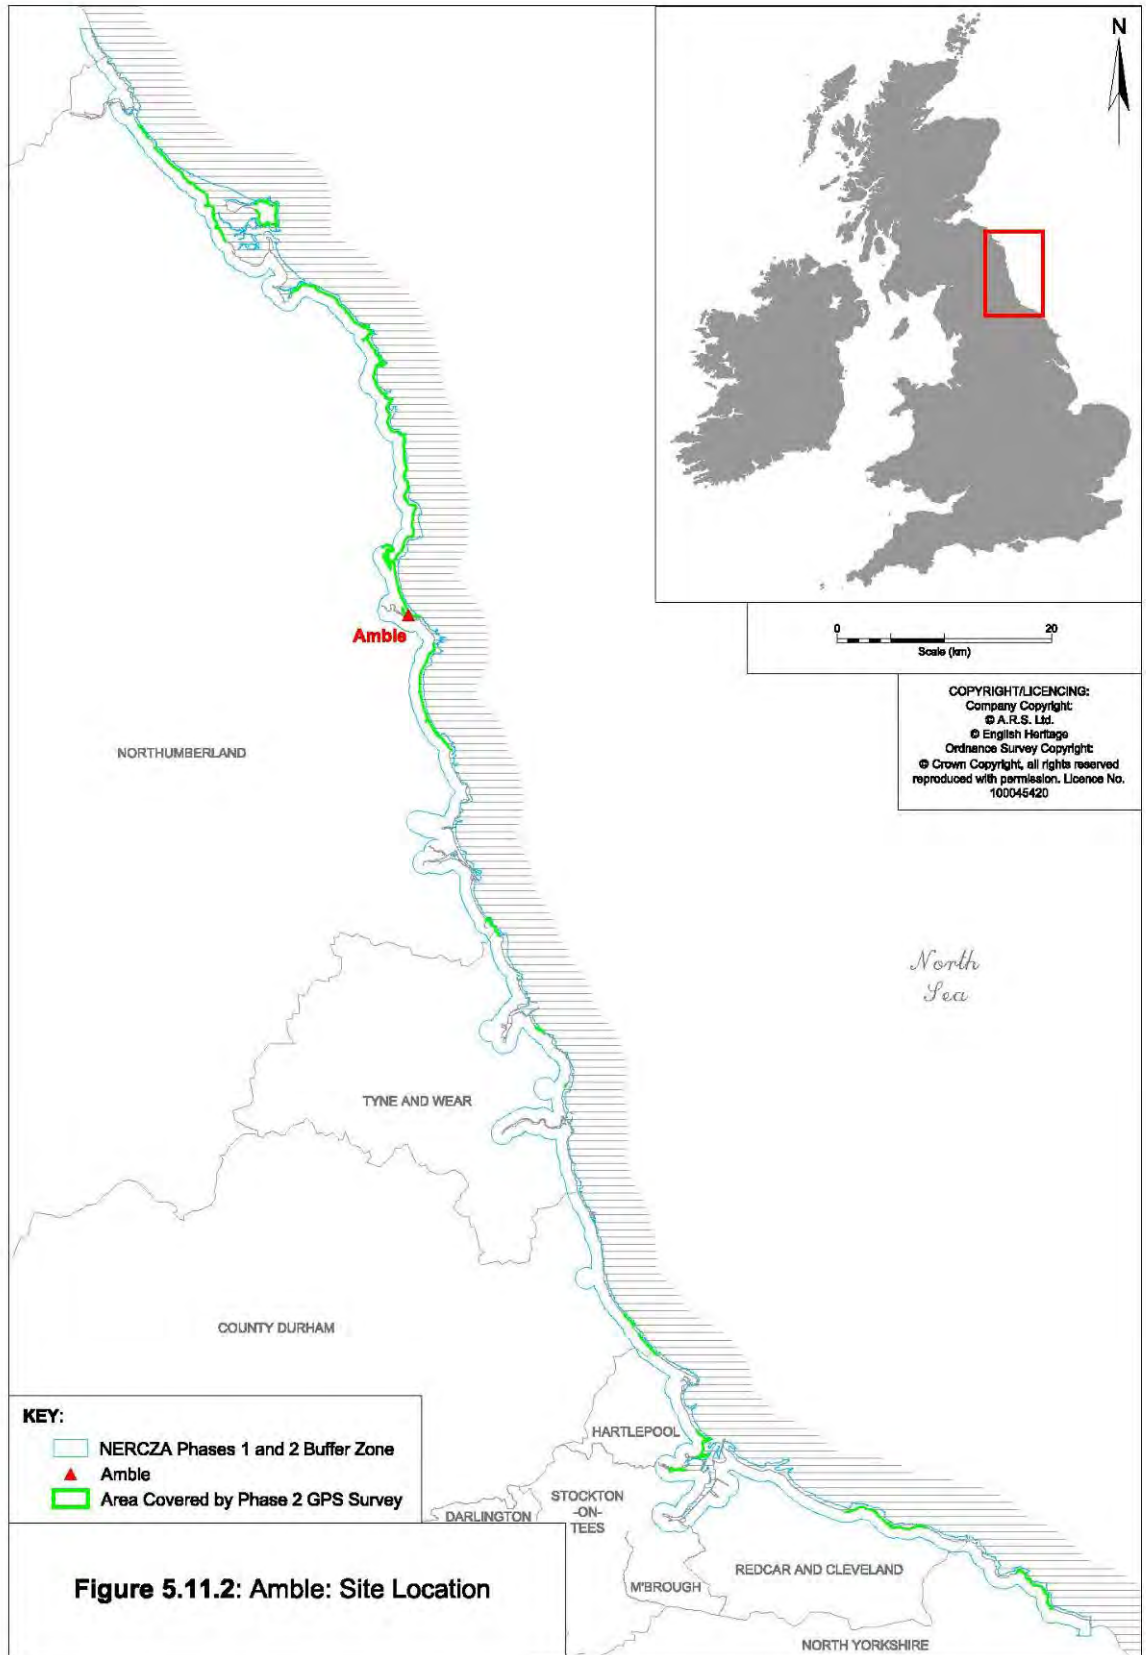 N
Amble
0 20
Scale (km)
COPYRIGHT/LICENCING:
Company Copyright:
© A.R.S. Ltd.
© English Heritage
Ordnance Survey Copyright:
© Crown Copyright, all rights reserved
reproduced with permission. Licence No.
100045420
NORTHUMBERLAND
North
Sea
TYNE AND WEAR
COUNTY DURHAM
HARTLEPOOL
STOCKTON
-ON-
TEES
DARLINGTON
M'BROUGH
REDCAR AND CLEVELAND
NORTH YORKSHIRE
KEY:
NERCZA Phases 1 and 2 Buffer Zone
Amble
Area Covered by Phase 2 GPS Survey
Figure 5.11.2: Amble: Site Location